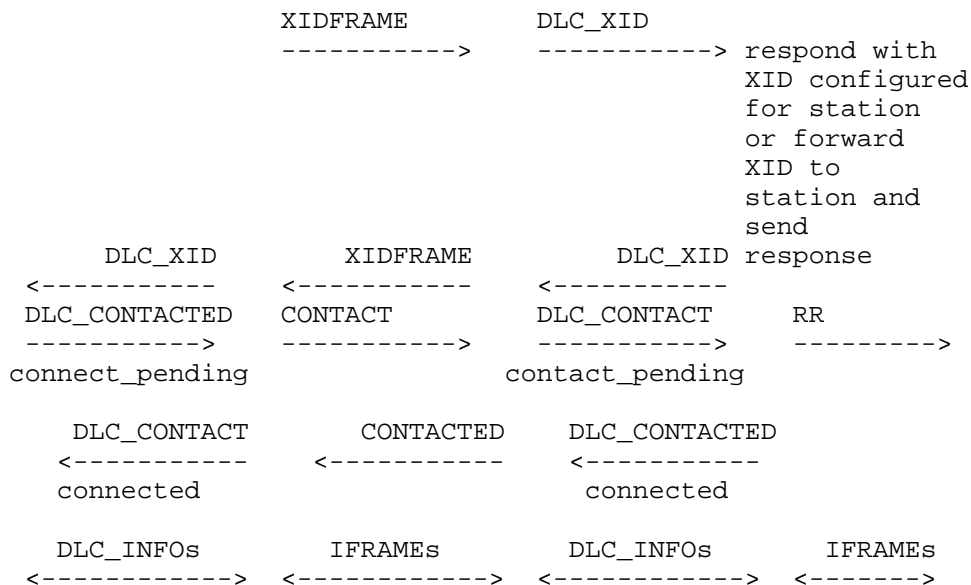 XIDFRAME DLC_XID
-----------> -----------> respond with
XID configured
for station
or forward
XID to
station and
send
DLC_XID XIDFRAME DLC_XID response
<----------- <----------- <-----------
DLC_CONTACTED CONTACT DLC_CONTACT RR
-----------> -----------> -----------> --------->
connect_pending contact_pending
DLC_CONTACT CONTACTED DLC_CONTACTED
<----------- <----------- <-----------
connected connected
DLC_INFOs IFRAMEs DLC_INFOs IFRAMEs
<------------> <------------> <------------> <------->